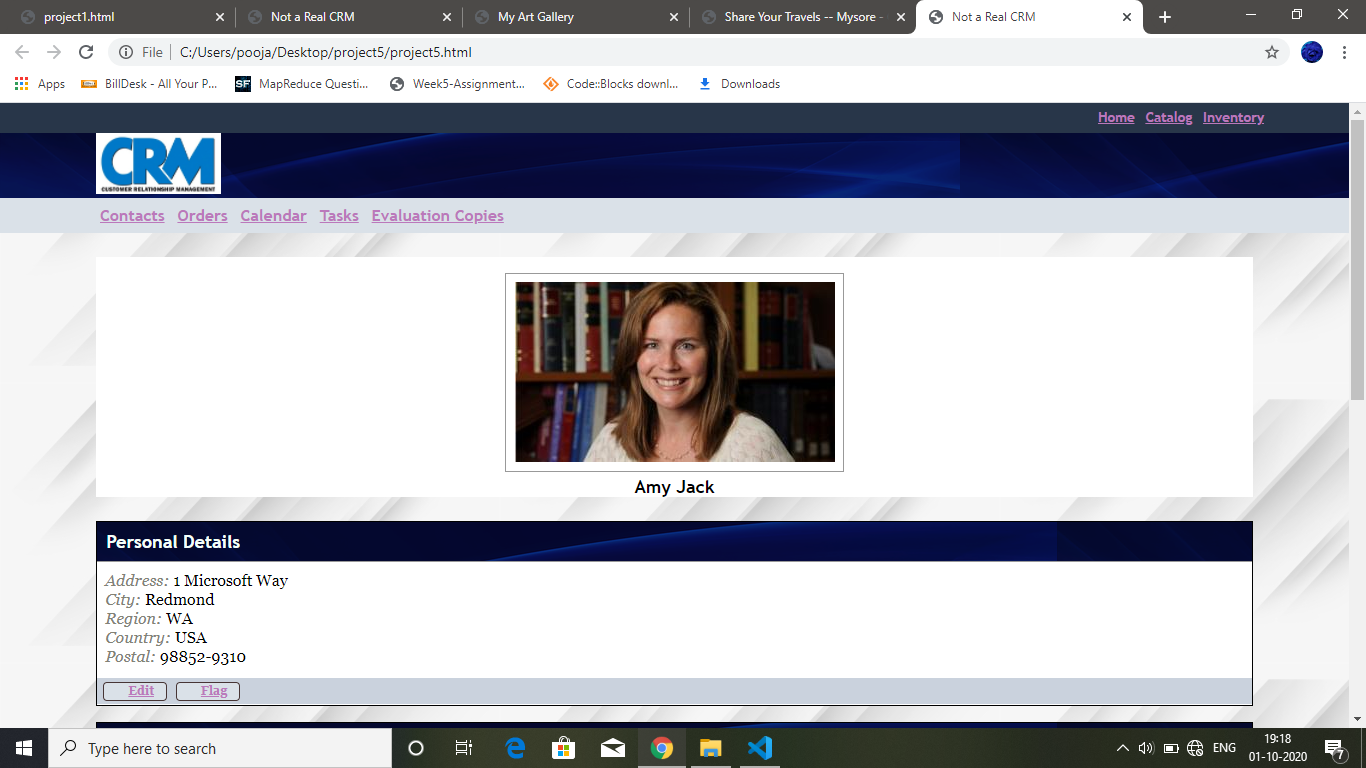 project1.html
Not a Real CRM
My Art Gallery
Share Your Travels -- Mysore -
Not a Real CRM
File | C:/Users/pooja/Desktop/project5/project5.html
Apps BillDesk - All Your P... SF MapReduce Questi... Week5-Assignment... Code::Blocks downl... Downloads
Home Catalog Inventory
CRM
CUSTOMER RELATIONSHIP MANAGEMENT
Contacts Orders Calendar Tasks Evaluation Copies
Amy Jack
Personal Details
Address: 1 Microsoft Way
City: Redmond
Region: WA
Country: USA
Postal: 98852-9310
Edit Flag
Type here to search
ENG
19:18
01-10-2020
7